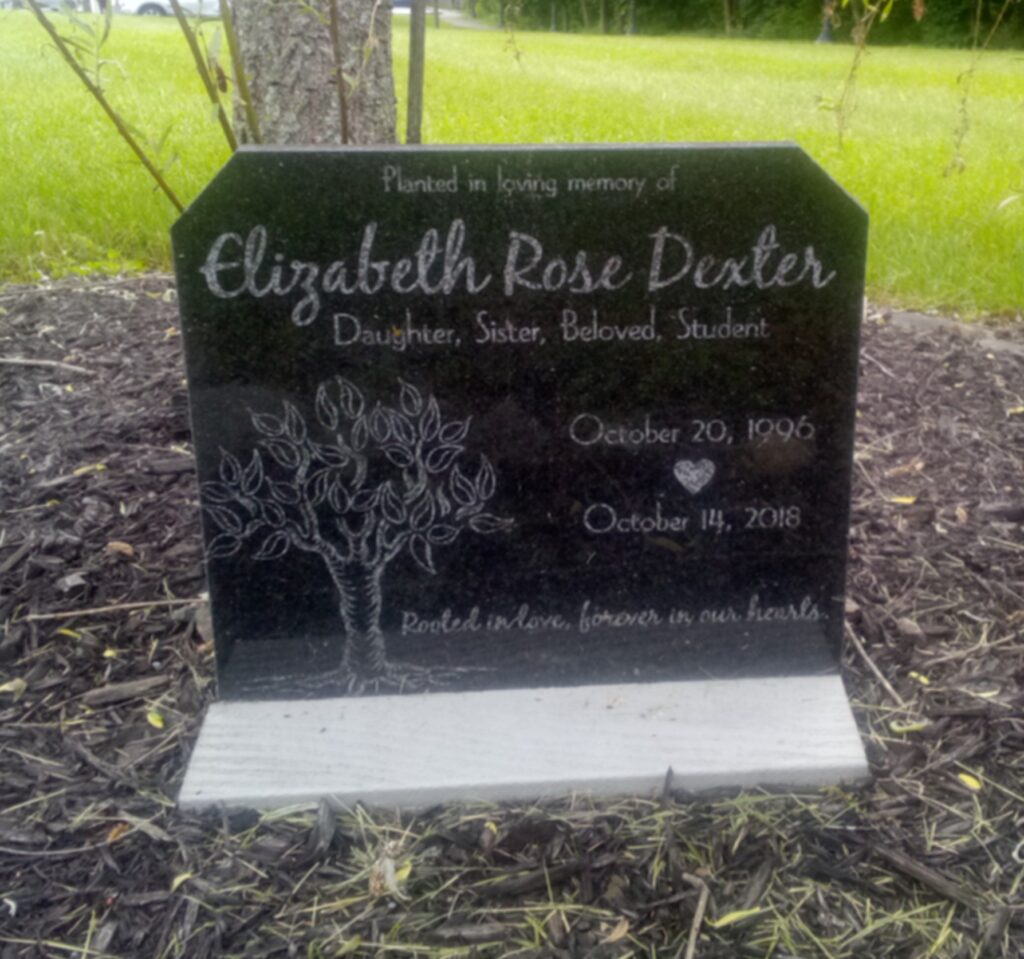 Planted in loving memory of
Elizabeth Rose Dexter
Daughter, Sister, Beloved, Student
October 20, 1996
October 14, 2018
Rooted in love, forever in our hearts.